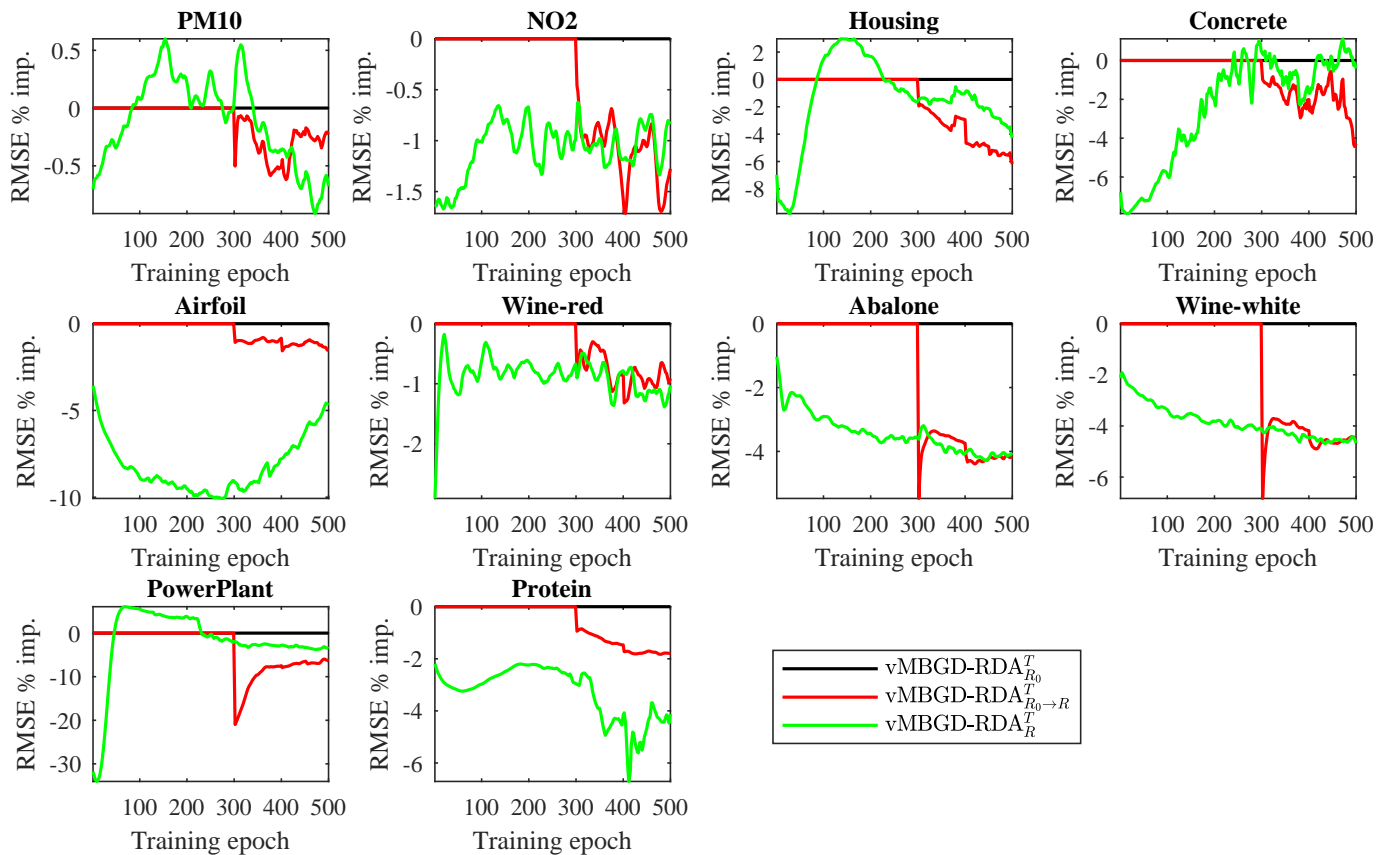 PM10
NO2
Housing
Concrete
RMSE % imp.
0.5
0
-0.5
100 200 300 400 500
Training epoch
RMSE % imp.
0
-0.5
-1
-1.5
100 200 300 400 500
Training epoch
RMSE % imp.
2
0
-2
-4
-6
-8
100 200 300 400 500
Training epoch
RMSE % imp.
0
-2
-4
-6
100 200 300 400 500
Training epoch
Airfoil
Wine-red
Abalone
Wine-white
RMSE % imp.
0
-5
-10
100 200 300 400 500
Training epoch
RMSE % imp.
0
-1
-2
100 200 300 400 500
Training epoch
RMSE % imp.
0
-2
-4
100 200 300 400 500
Training epoch
RMSE % imp.
0
-2
-4
-6
100 200 300 400 500
Training epoch
PowerPlant
Protein
RMSE % imp.
0
-10
-20
-30
100 200 300 400 500
Training epoch
RMSE % imp.
0
-2
-4
-6
100 200 300 400 500
Training epoch
vMBGD-RDA$^T_{R_0}$
vMBGD-RDA$^T_{R_0→R}$
vMBGD-RDA$^T_R$